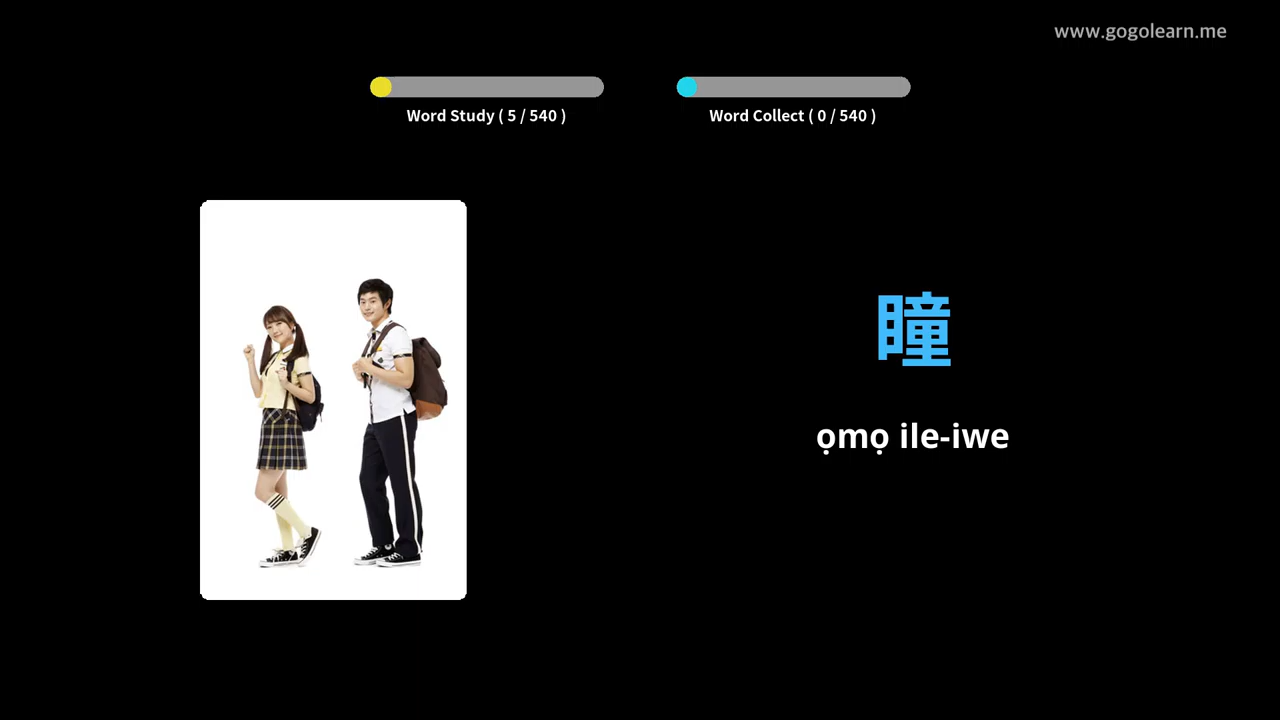 www.gogolearn.me
Word Study ( 5 / 540 )
Word Collect ( 0 / 540 )
瞳
ọmọ ile-iwe